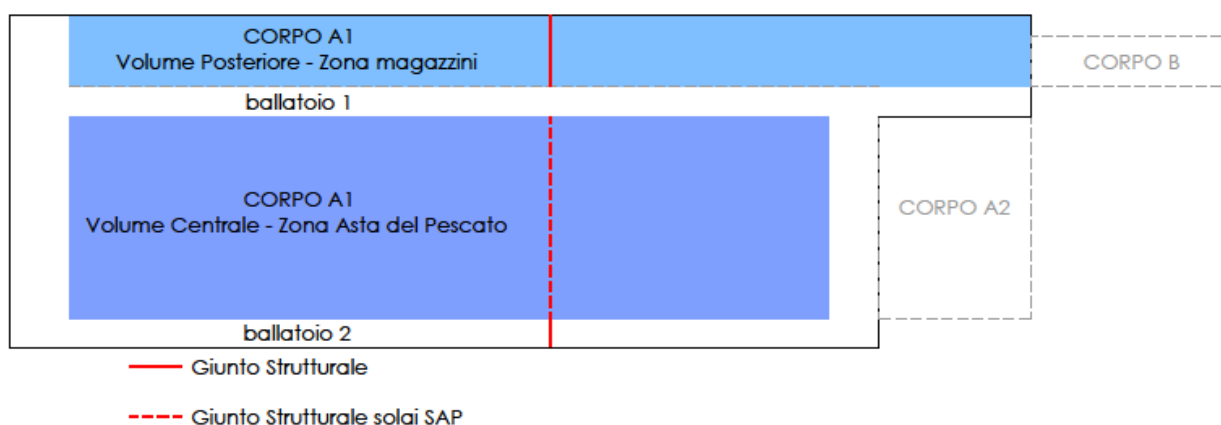 CORPO A1
Volume Posteriore - Zona magazzini
CORPO B
ballatoio 1
CORPO A1
Volume Centrale - Zona Asta del Pescato
CORPO A2
ballatoio 2
Giunto Strutturale
Giunto Strutturale solai SAP